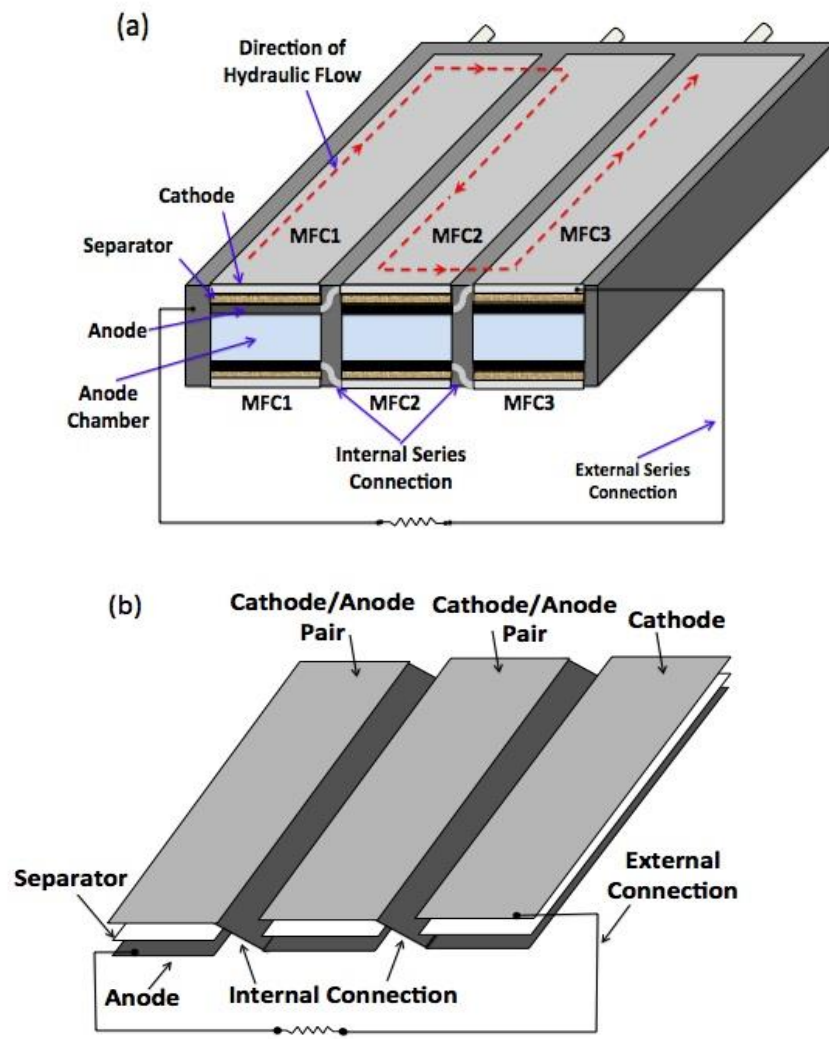 (a)
Direction of
Hydraulic FLow
Cathode
Separator
Anode
Anode
Chamber
MFC1
MFC2
MFC3
MFC1
MFC2
MFC3
Internal Series
Connection
External Series
Connection
(b)
Cathode/Anode
Pair
Cathode/Anode
Pair
Cathode
Separator
Anode
Internal Connection
External
Connection